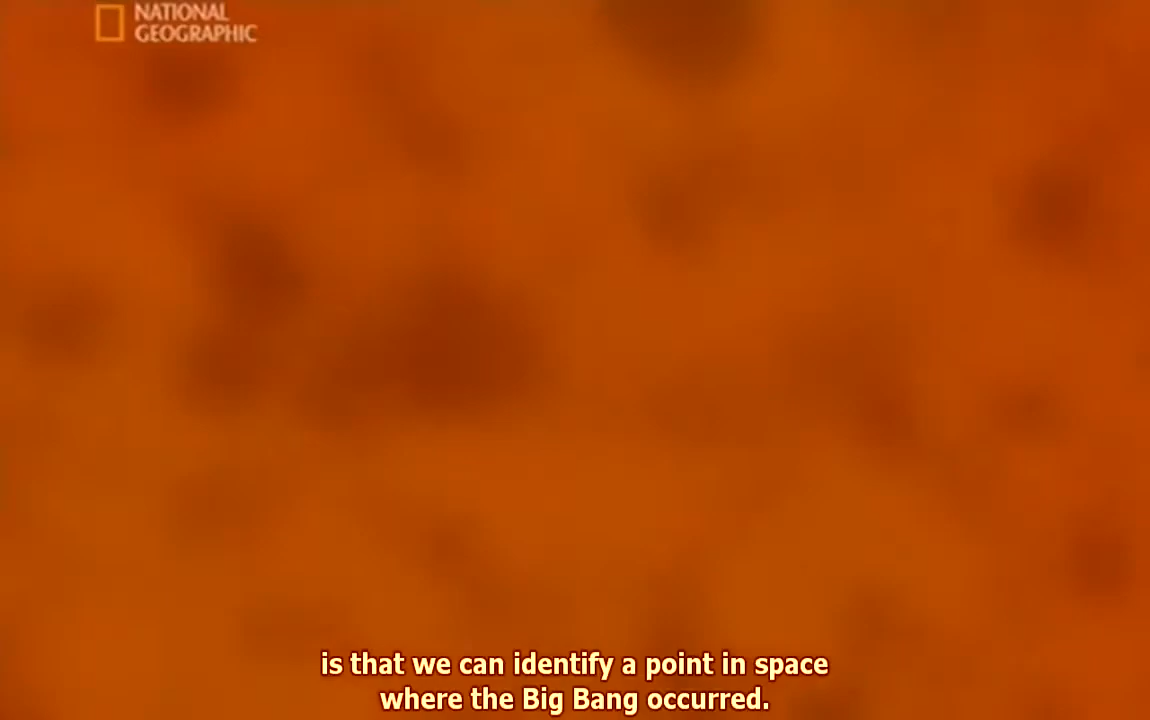 NATIONAL
GEOGRAPHIC
is that we can identify a point in space
where the Big Bang occurred.